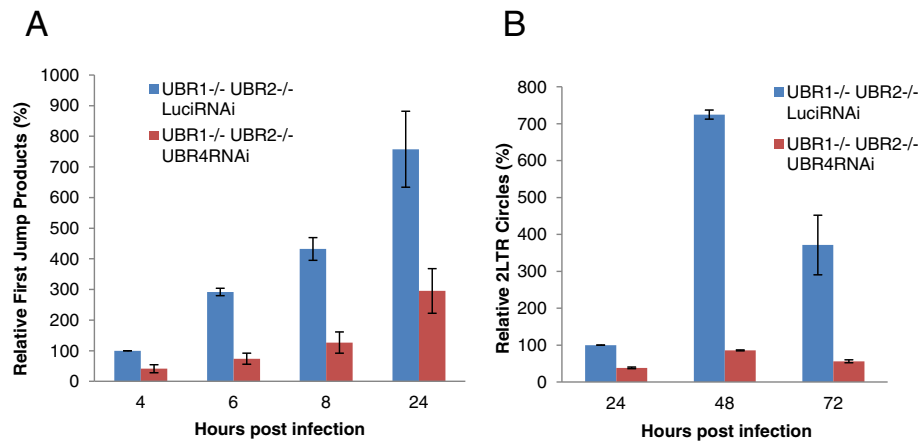 A
Relative First Jump Products (%)
1000
900
800
700
600
500
400
300
200
100
0
UBR1-/- UBR2-/-
LuciRNAi
UBR1-/- UBR2-/-
UBR4RNAi
4
6
8
24
Hours post infection
B
Relative 2LTR Circles (%)
800
700
600
500
400
300
200
100
0
UBR1-/- UBR2-/-
LuciRNAi
UBR1-/- UBR2-/-
UBR4RNAi
24
48
72
Hours post infection